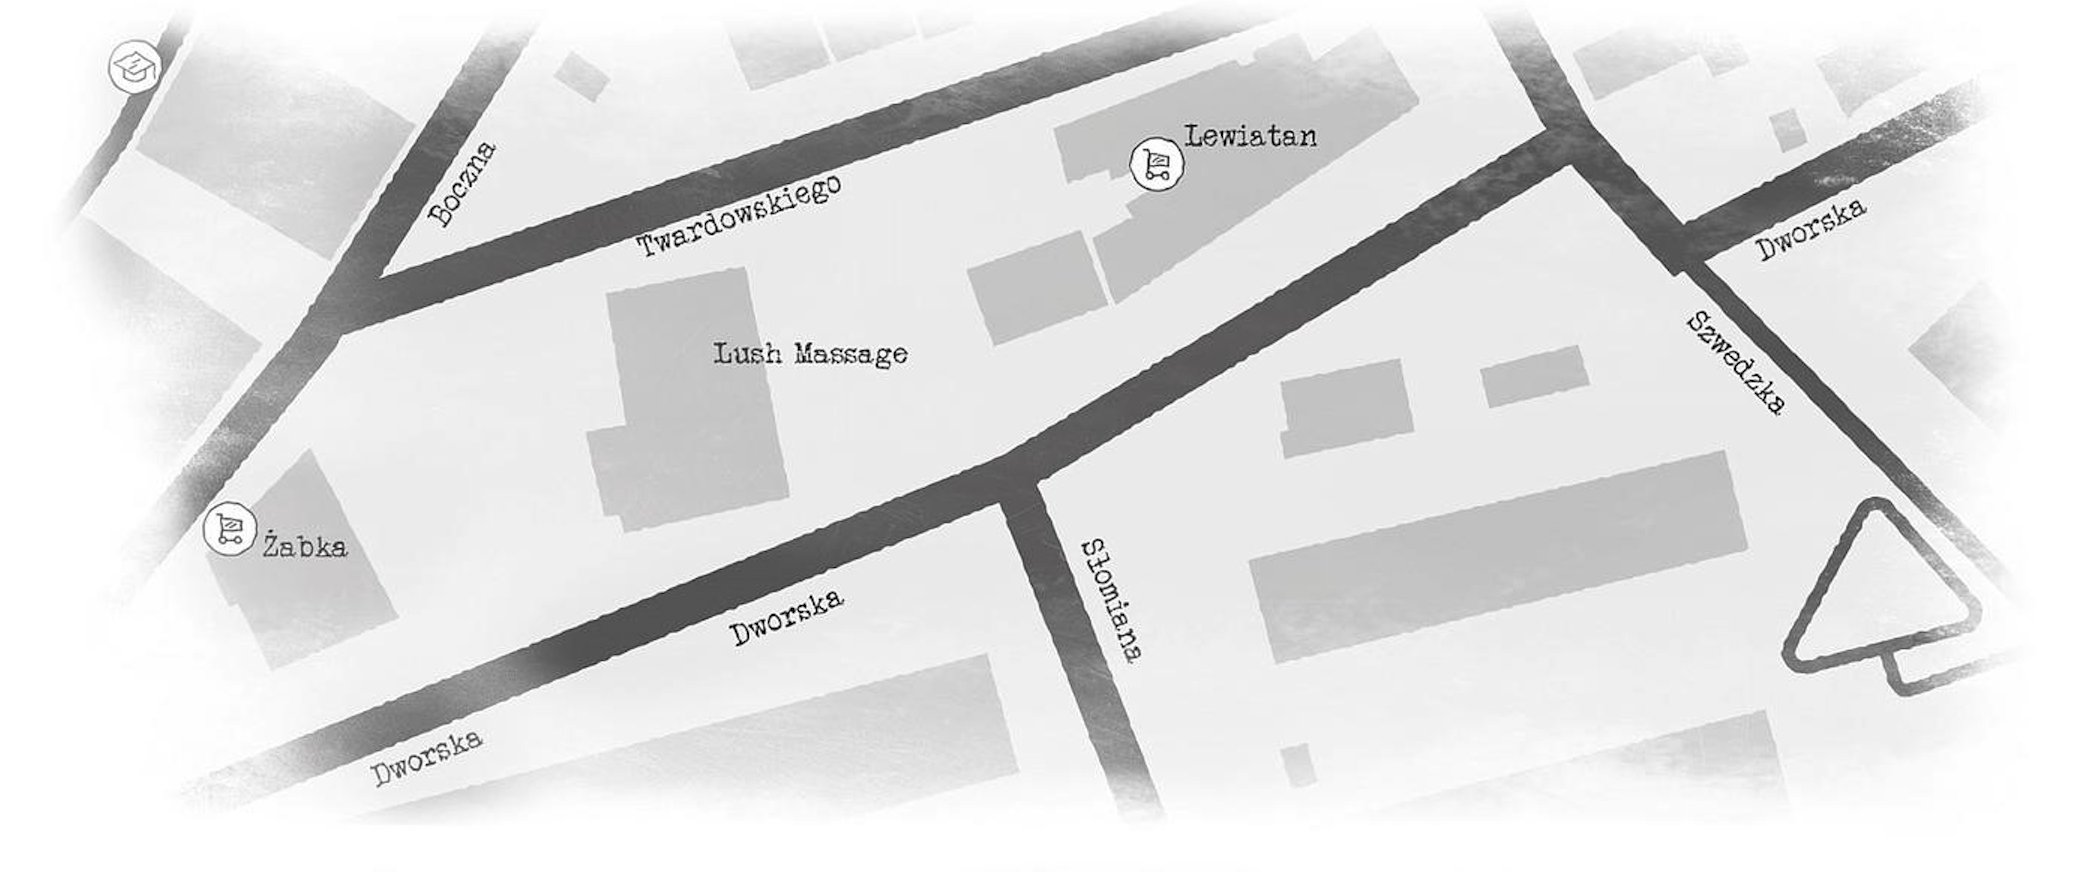 Lewiatan
Boczna
Twardowskiego
Dworska
Lush Massage
Szwedzka
Żabka
Słomiana
Dworska
Dworska